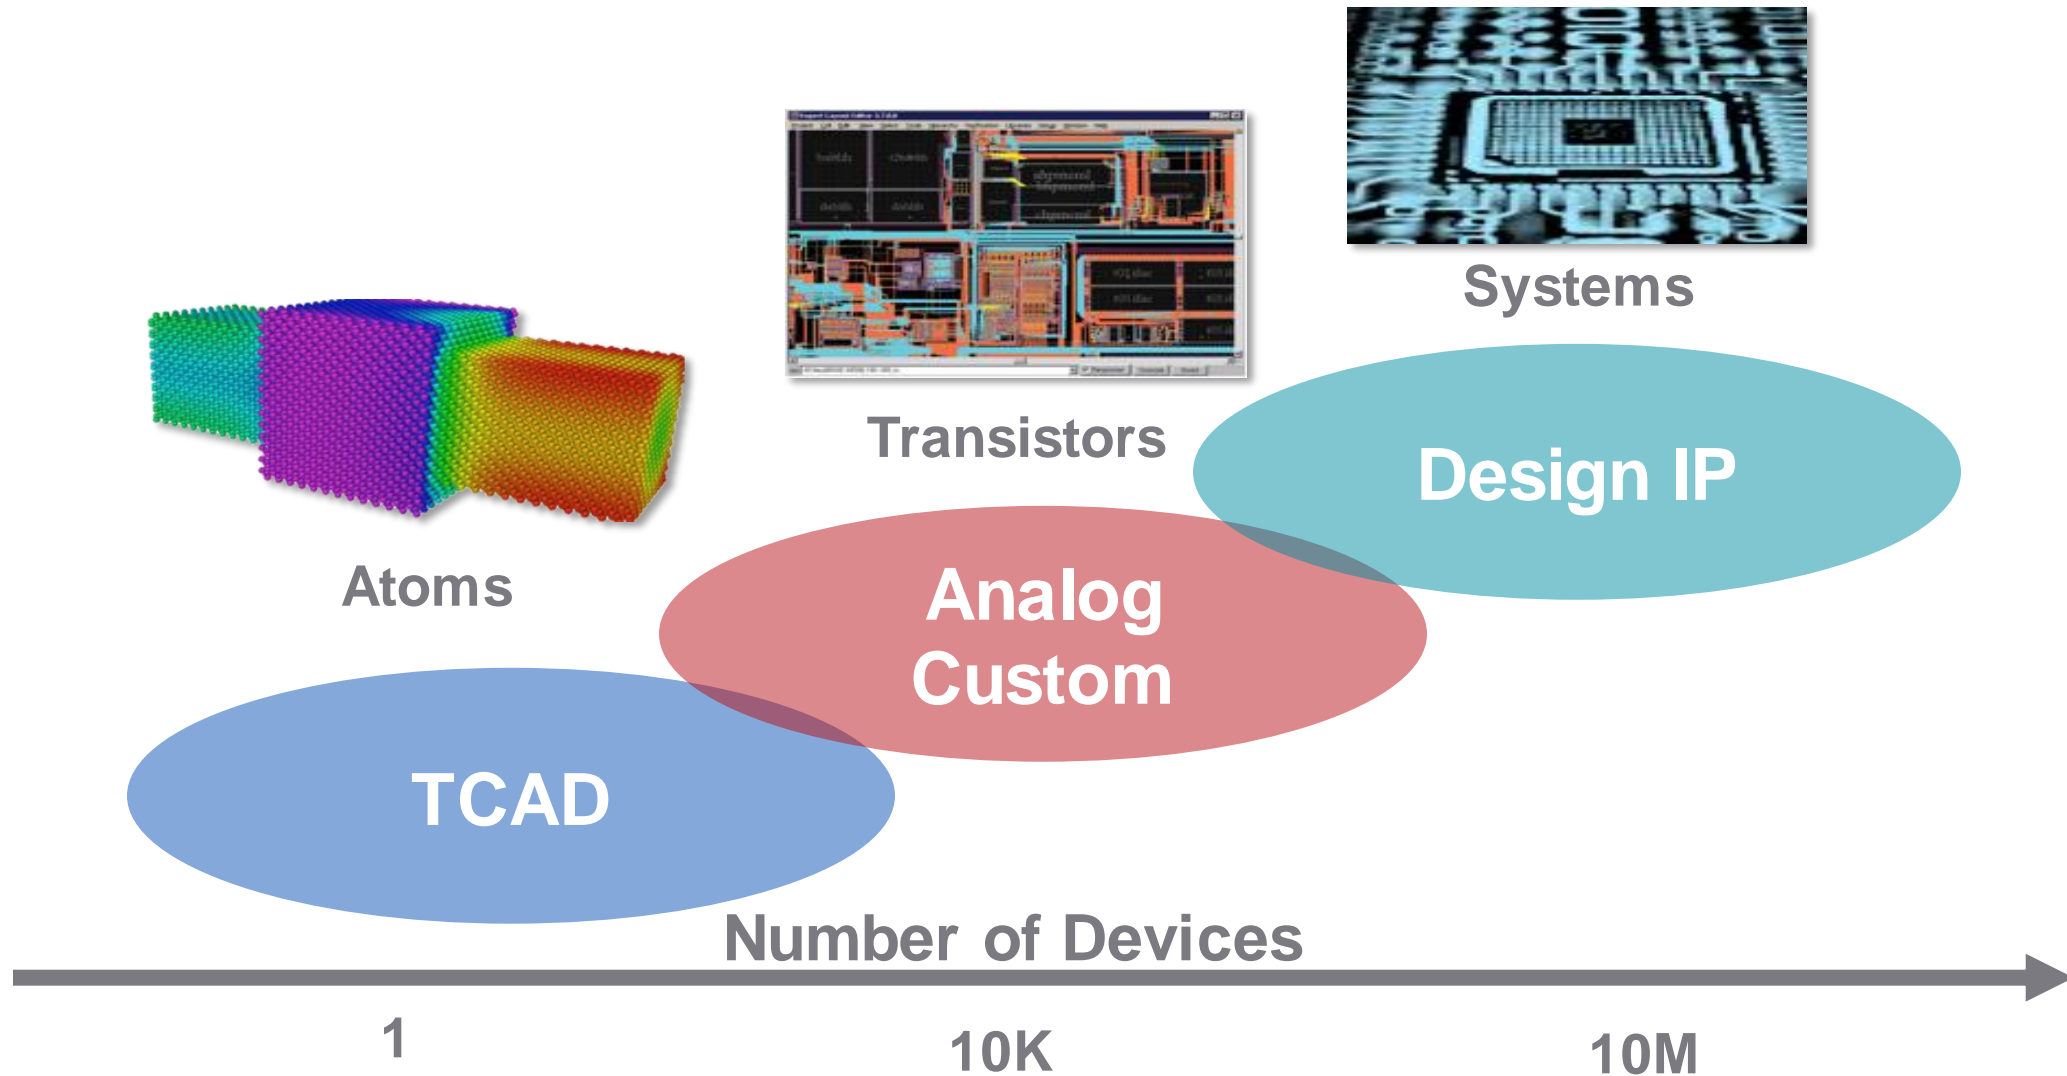 Systems
Transistors
Design IP
Atoms
Analog
Custom
TCAD
Number of Devices
1
10K
10M